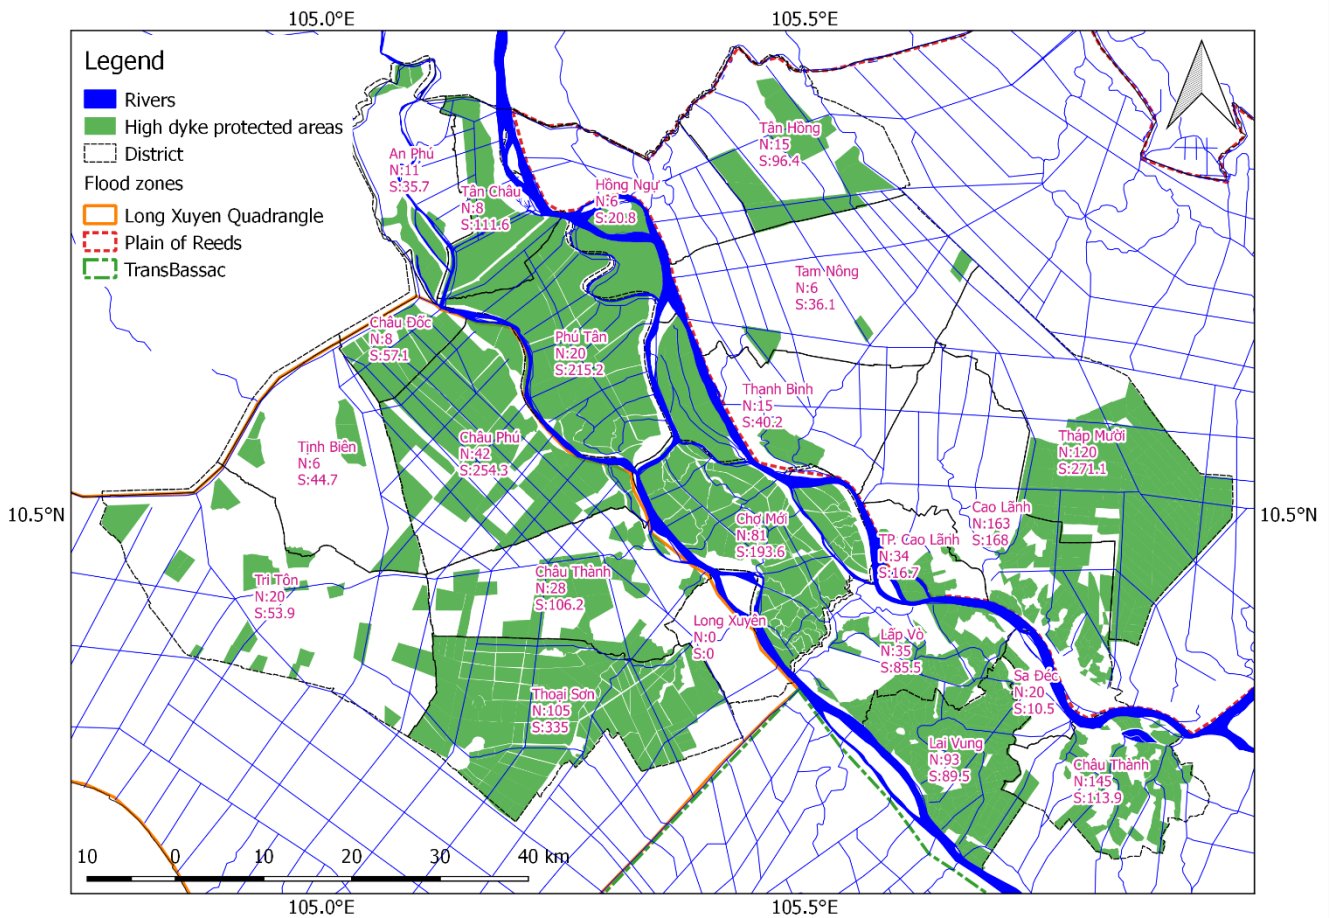 105.0°E
105.5°E
Legend
Rivers
High dyke protected areas
District
Flood zones
Long Xuyen Quadrangle
Plain of Reeds
TransBassac
An Phú
N:11
S:35.7
Tân Châu
N:8
S:111.6
Hồng Ngự
N:6
S:20.8
Tân Hồng
N:15
S:96.4
Tam Nông
N:6
S:36.1
Châu Đốc
N:8
S:57.1
Phú Tân
N:20
S:215.2
Thanh Bình
N:15
S:40.2
Tịnh Biên
N:6
S:44.7
Châu Phú
N:42
S:254.3
Tháp Mười
N:120
S:271.1
10.5°N
10.5°N
Chợ Mới
N:81
S:193.6
Cao Lãnh
N:163
S:168
TP. Cao Lãnh
N:34
S:16.7
Tri Tôn
N:20
S:53.9
Châu Thành
N:28
S:106.2
Long Xuyên
N:0
S:0
Lấp Vò
N:35
S:85.5
Sa Đéc
N:20
S:10.5
Thoại Sơn
N:105
S:335
Lai Vung
N:93
S:89.5
Châu Thành
N:145
S:113.9
10 0 10 20 30 40 km
105.0°E
105.5°E